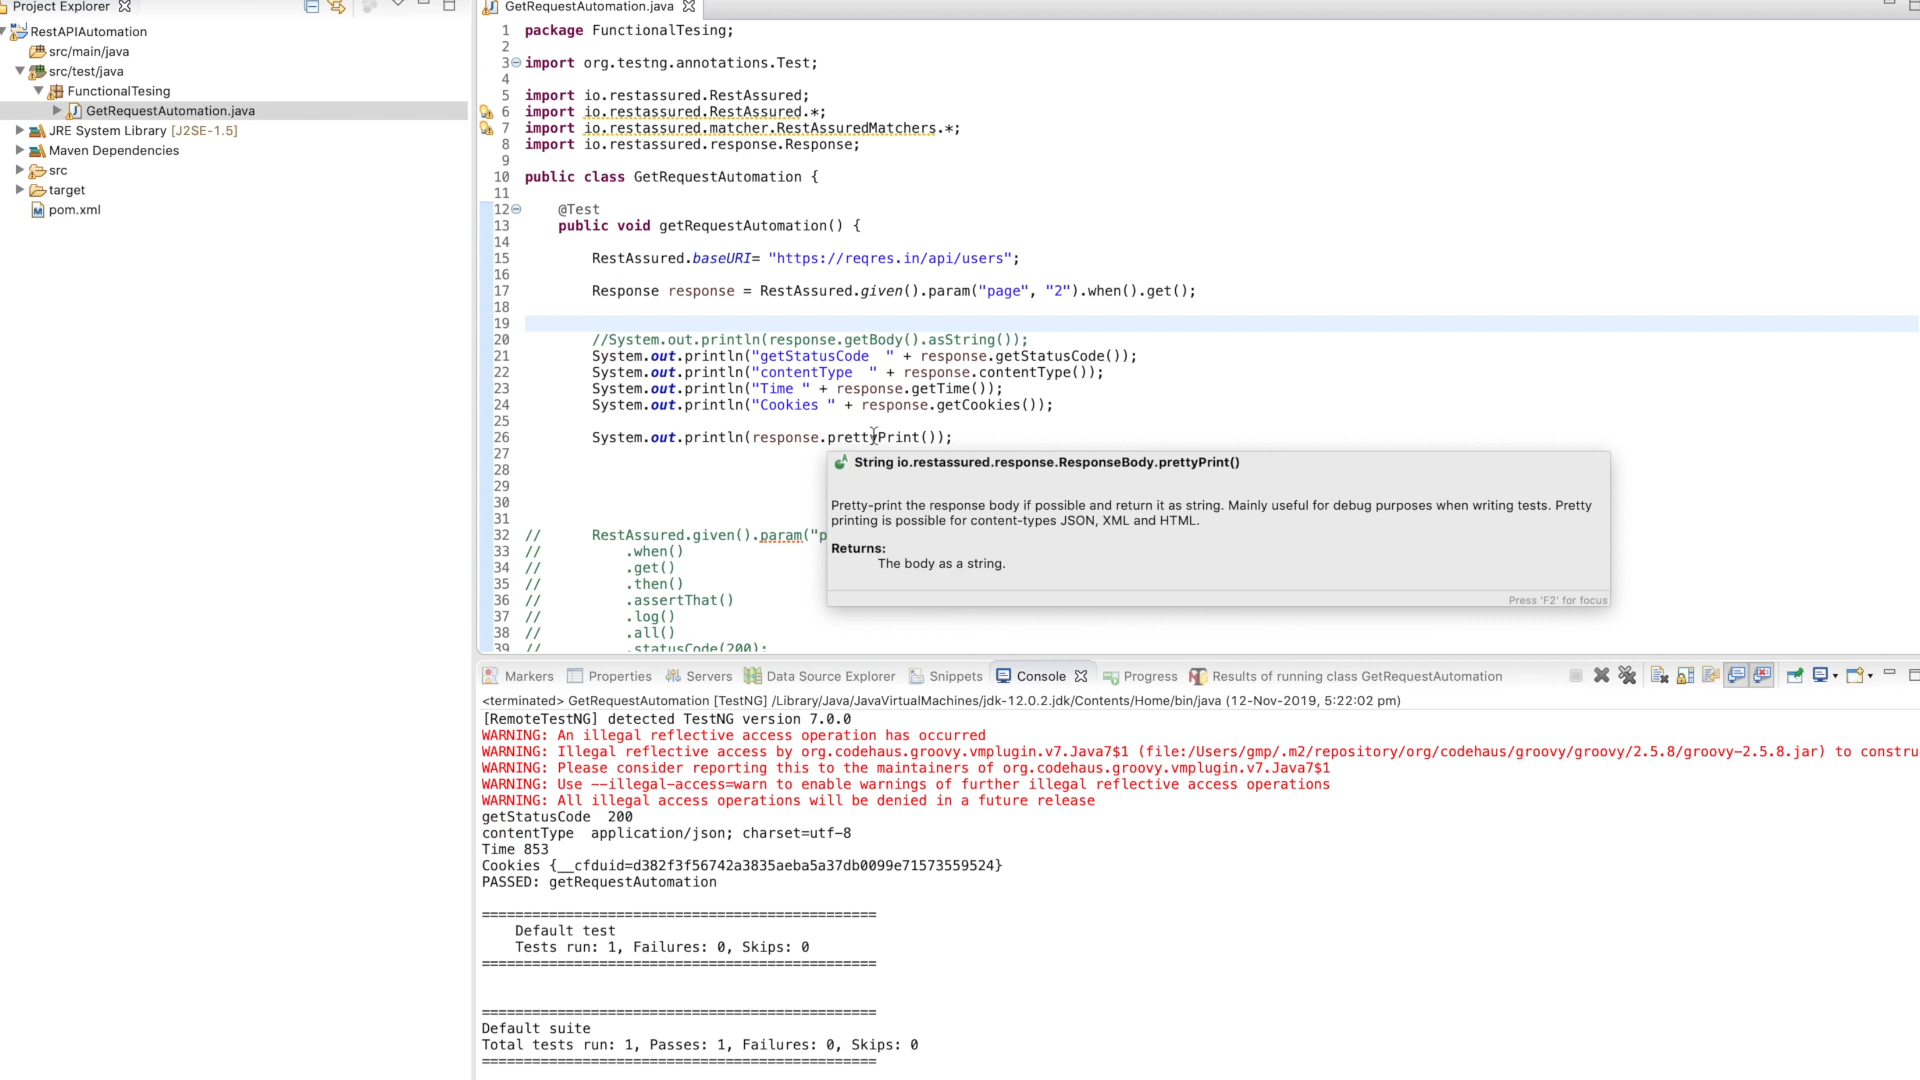 Project Explorer
RestAPIAutomation
src/main/java
src/test/java
FunctionalTesing
GetRequestAutomation.java
JRE System Library [J2SE-1.5]
Maven Dependencies
src
target
pom.xml
GetRequestAutomation.java
1 package FunctionalTesing;
2
3 import org.testng.annotations.Test;
4
5 import io.restassured.RestAssured;
6 import io.restassured.RestAssured.*;
7 import io.restassured.matcher.RestAssuredMatchers.*;
8 import io.restassured.response.Response;
9
10 public class GetRequestAutomation {
11
12 @Test
13 public void getRequestAutomation() {
14
15 RestAssured.baseURI= "https://reqres.in/api/users";
16
17 Response response = RestAssured.given().param("page", "2").when().get();
18
19
20 //System.out.println(response.getBody().asString());
21 System.out.println("getStatusCode  " + response.getStatusCode());
22 System.out.println("contentType  " + response.contentType());
23 System.out.println("Time " + response.getTime());
24 System.out.println("Cookies " + response.getCookies());
25
26 System.out.println(response.prettyPrint());
27
28
29
30
31
32 // RestAssured.given().param("p
33 // .when()
34 // .get()
35 // .then()
36 // .assertThat()
37 // .log()
38 // .all()
39 // .statusCode(200);
String io.restassured.response.ResponseBody.prettyPrint()
Pretty-print the response body if possible and return it as string. Mainly useful for debug purposes when writing tests. Pretty
printing is possible for content-types JSON, XML and HTML.
Returns:
The body as a string.
Press 'F2' for focus
Markers Properties Servers Data Source Explorer Snippets Console Progress Results of running class GetRequestAutomation
<terminated> GetRequestAutomation [TestNG] /Library/Java/JavaVirtualMachines/jdk-12.0.2.jdk/Contents/Home/bin/java (12-Nov-2019, 5:22:02 pm)
[RemoteTestNG] detected TestNG version 7.0.0
WARNING: An illegal reflective access operation has occurred
WARNING: Illegal reflective access by org.codehaus.groovy.vmplugin.v7.Java7$1 (file:/Users/gmp/.m2/repository/org/codehaus/groovy/groovy/2.5.8/groovy-2.5.8.jar) to constru
WARNING: Please consider reporting this to the maintainers of org.codehaus.groovy.vmplugin.v7.Java7$1
WARNING: Use --illegal-access=warn to enable warnings of further illegal reflective access operations
WARNING: All illegal access operations will be denied in a future release
getStatusCode  200
contentType  application/json; charset=utf-8
Time 853
Cookies {__cfduid=d382f3f56742a3835aeba5a37db0099e71573559524}
PASSED: getRequestAutomation
===============================================
Default test
Tests run: 1, Failures: 0, Skips: 0
===============================================
===============================================
Default suite
Total tests run: 1, Passes: 1, Failures: 0, Skips: 0
===============================================